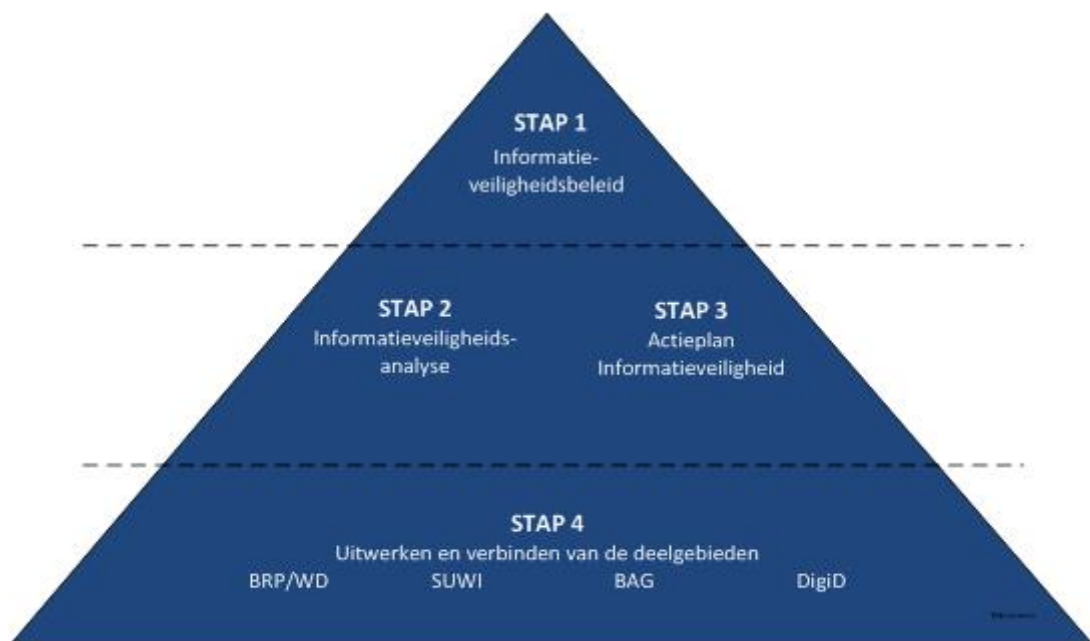 STAP 1
Informatie-
veiligheidsbeleid
STAP 2
Informatieveiligheids-
analyse
STAP 3
Actieplan
Informatieveiligheid
STAP 4
Uitwerken en verbinden van de deelgebieden
BRP/WD SUWI BAG DigiD